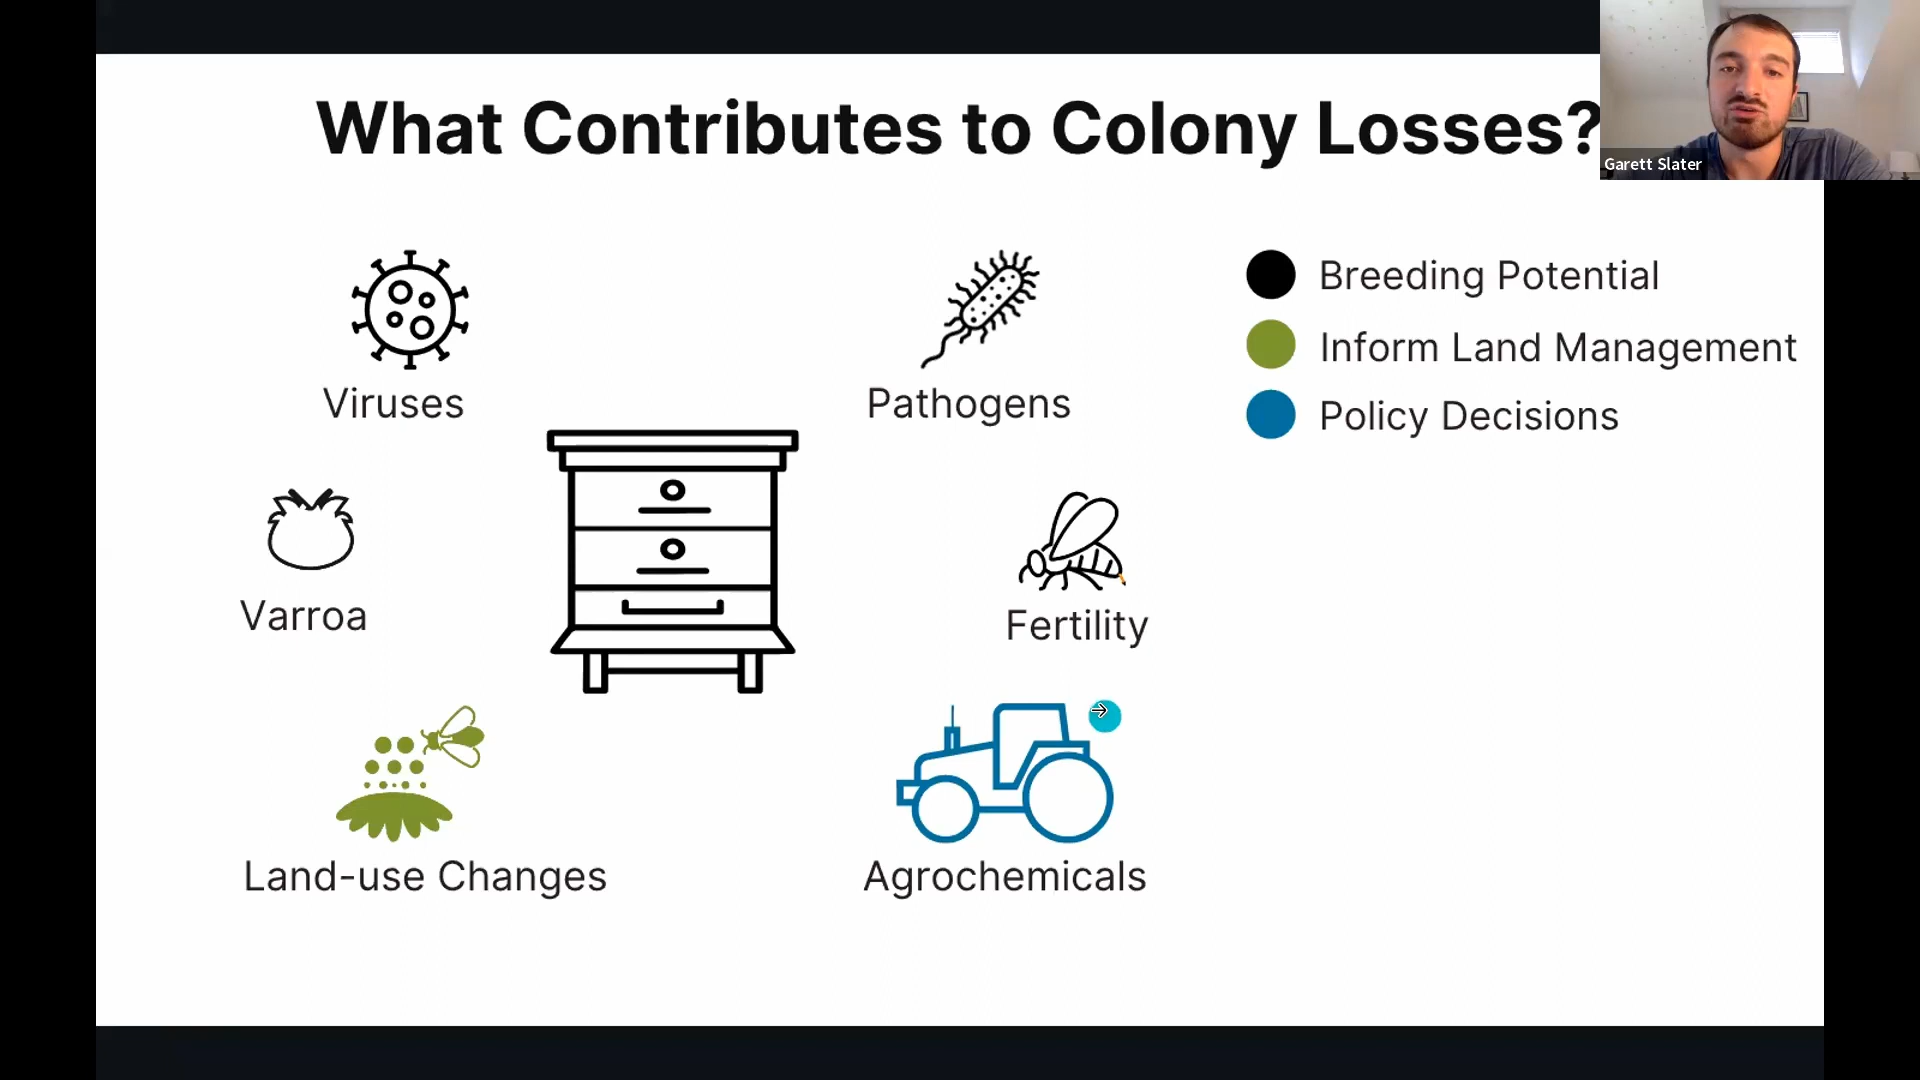 What Contributes to Colony Losses?
Garett Slater
Viruses
Pathogens
Breeding Potential
Inform Land Management
Policy Decisions
Varroa
Fertility
Land-use Changes
Agrochemicals